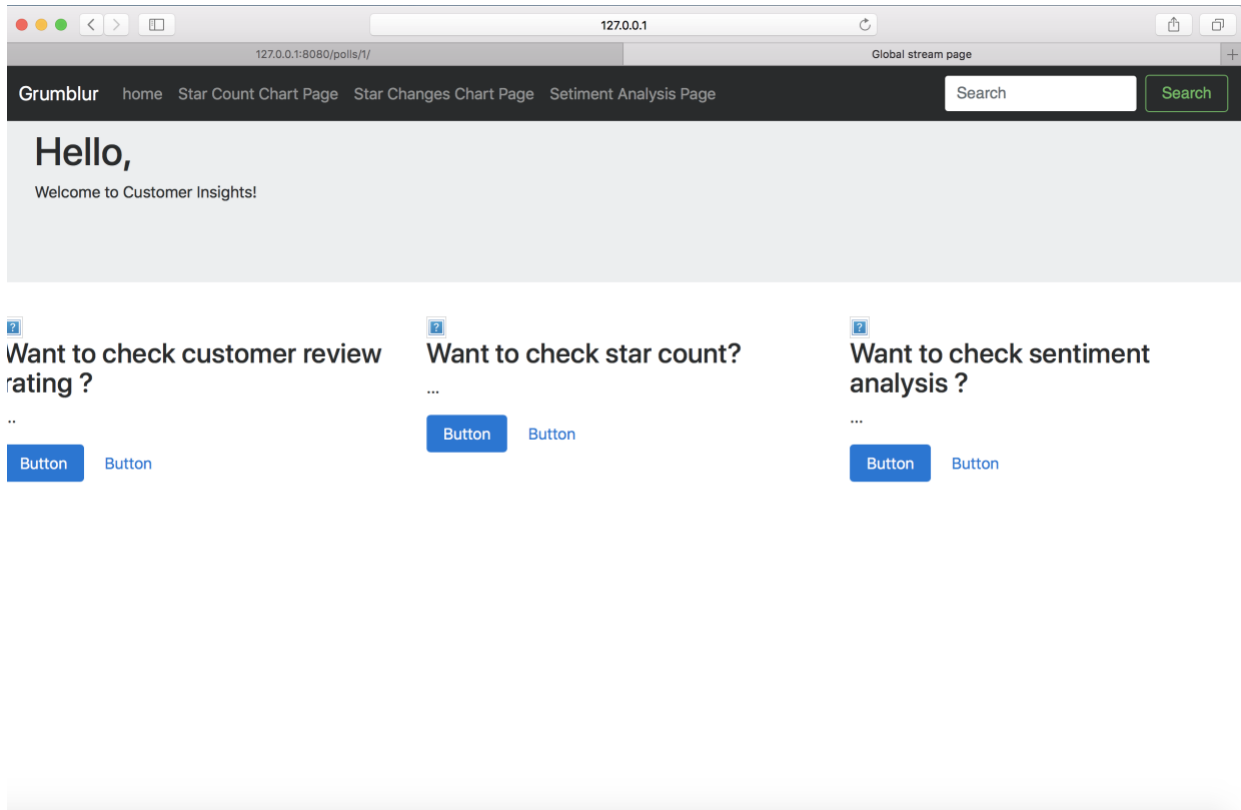 127.0.0.1
127.0.0.1:8080/polls/1/ Global stream page
Grumblur home Star Count Chart Page Star Changes Chart Page Setiment Analysis Page Search Search
Hello,
Welcome to Customer Insights!
Want to check customer review
rating ?
..
Button Button
Want to check star count?
...
Button Button
Want to check sentiment
analysis ?
...
Button Button